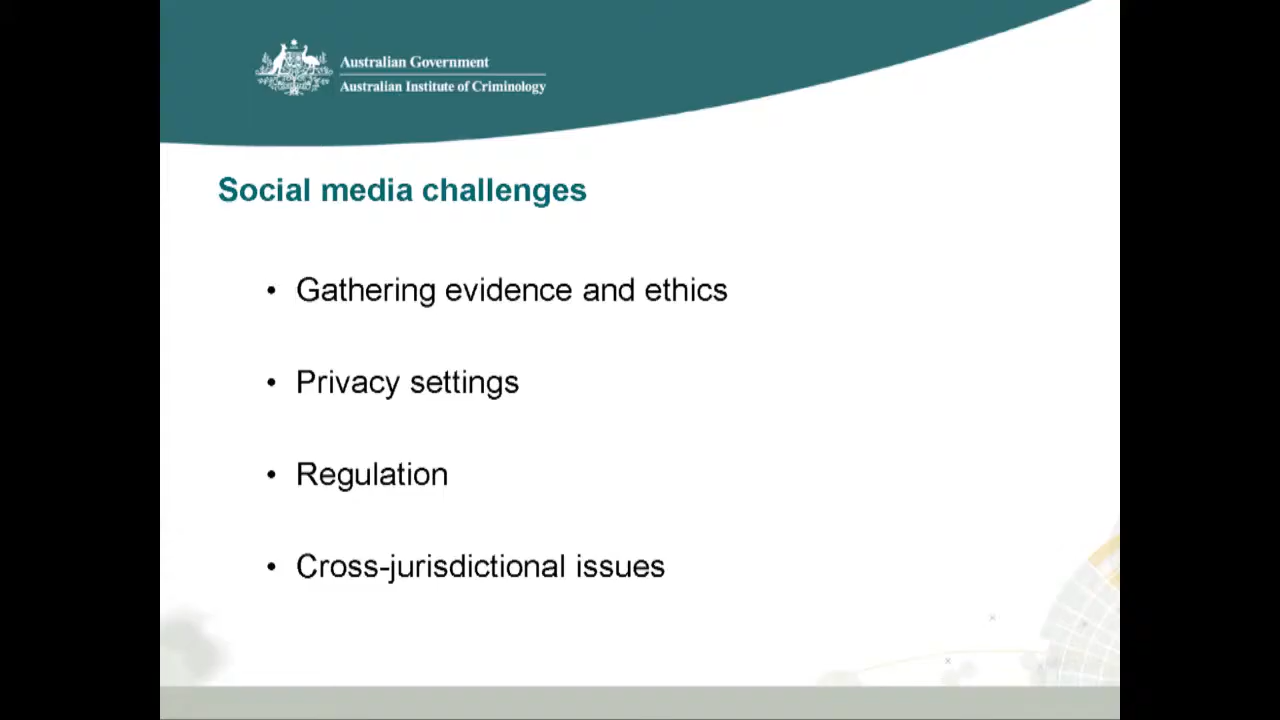 Australian Government
Australian Institute of Criminology
Social media challenges
• Gathering evidence and ethics
• Privacy settings
• Regulation
• Cross-jurisdictional issues